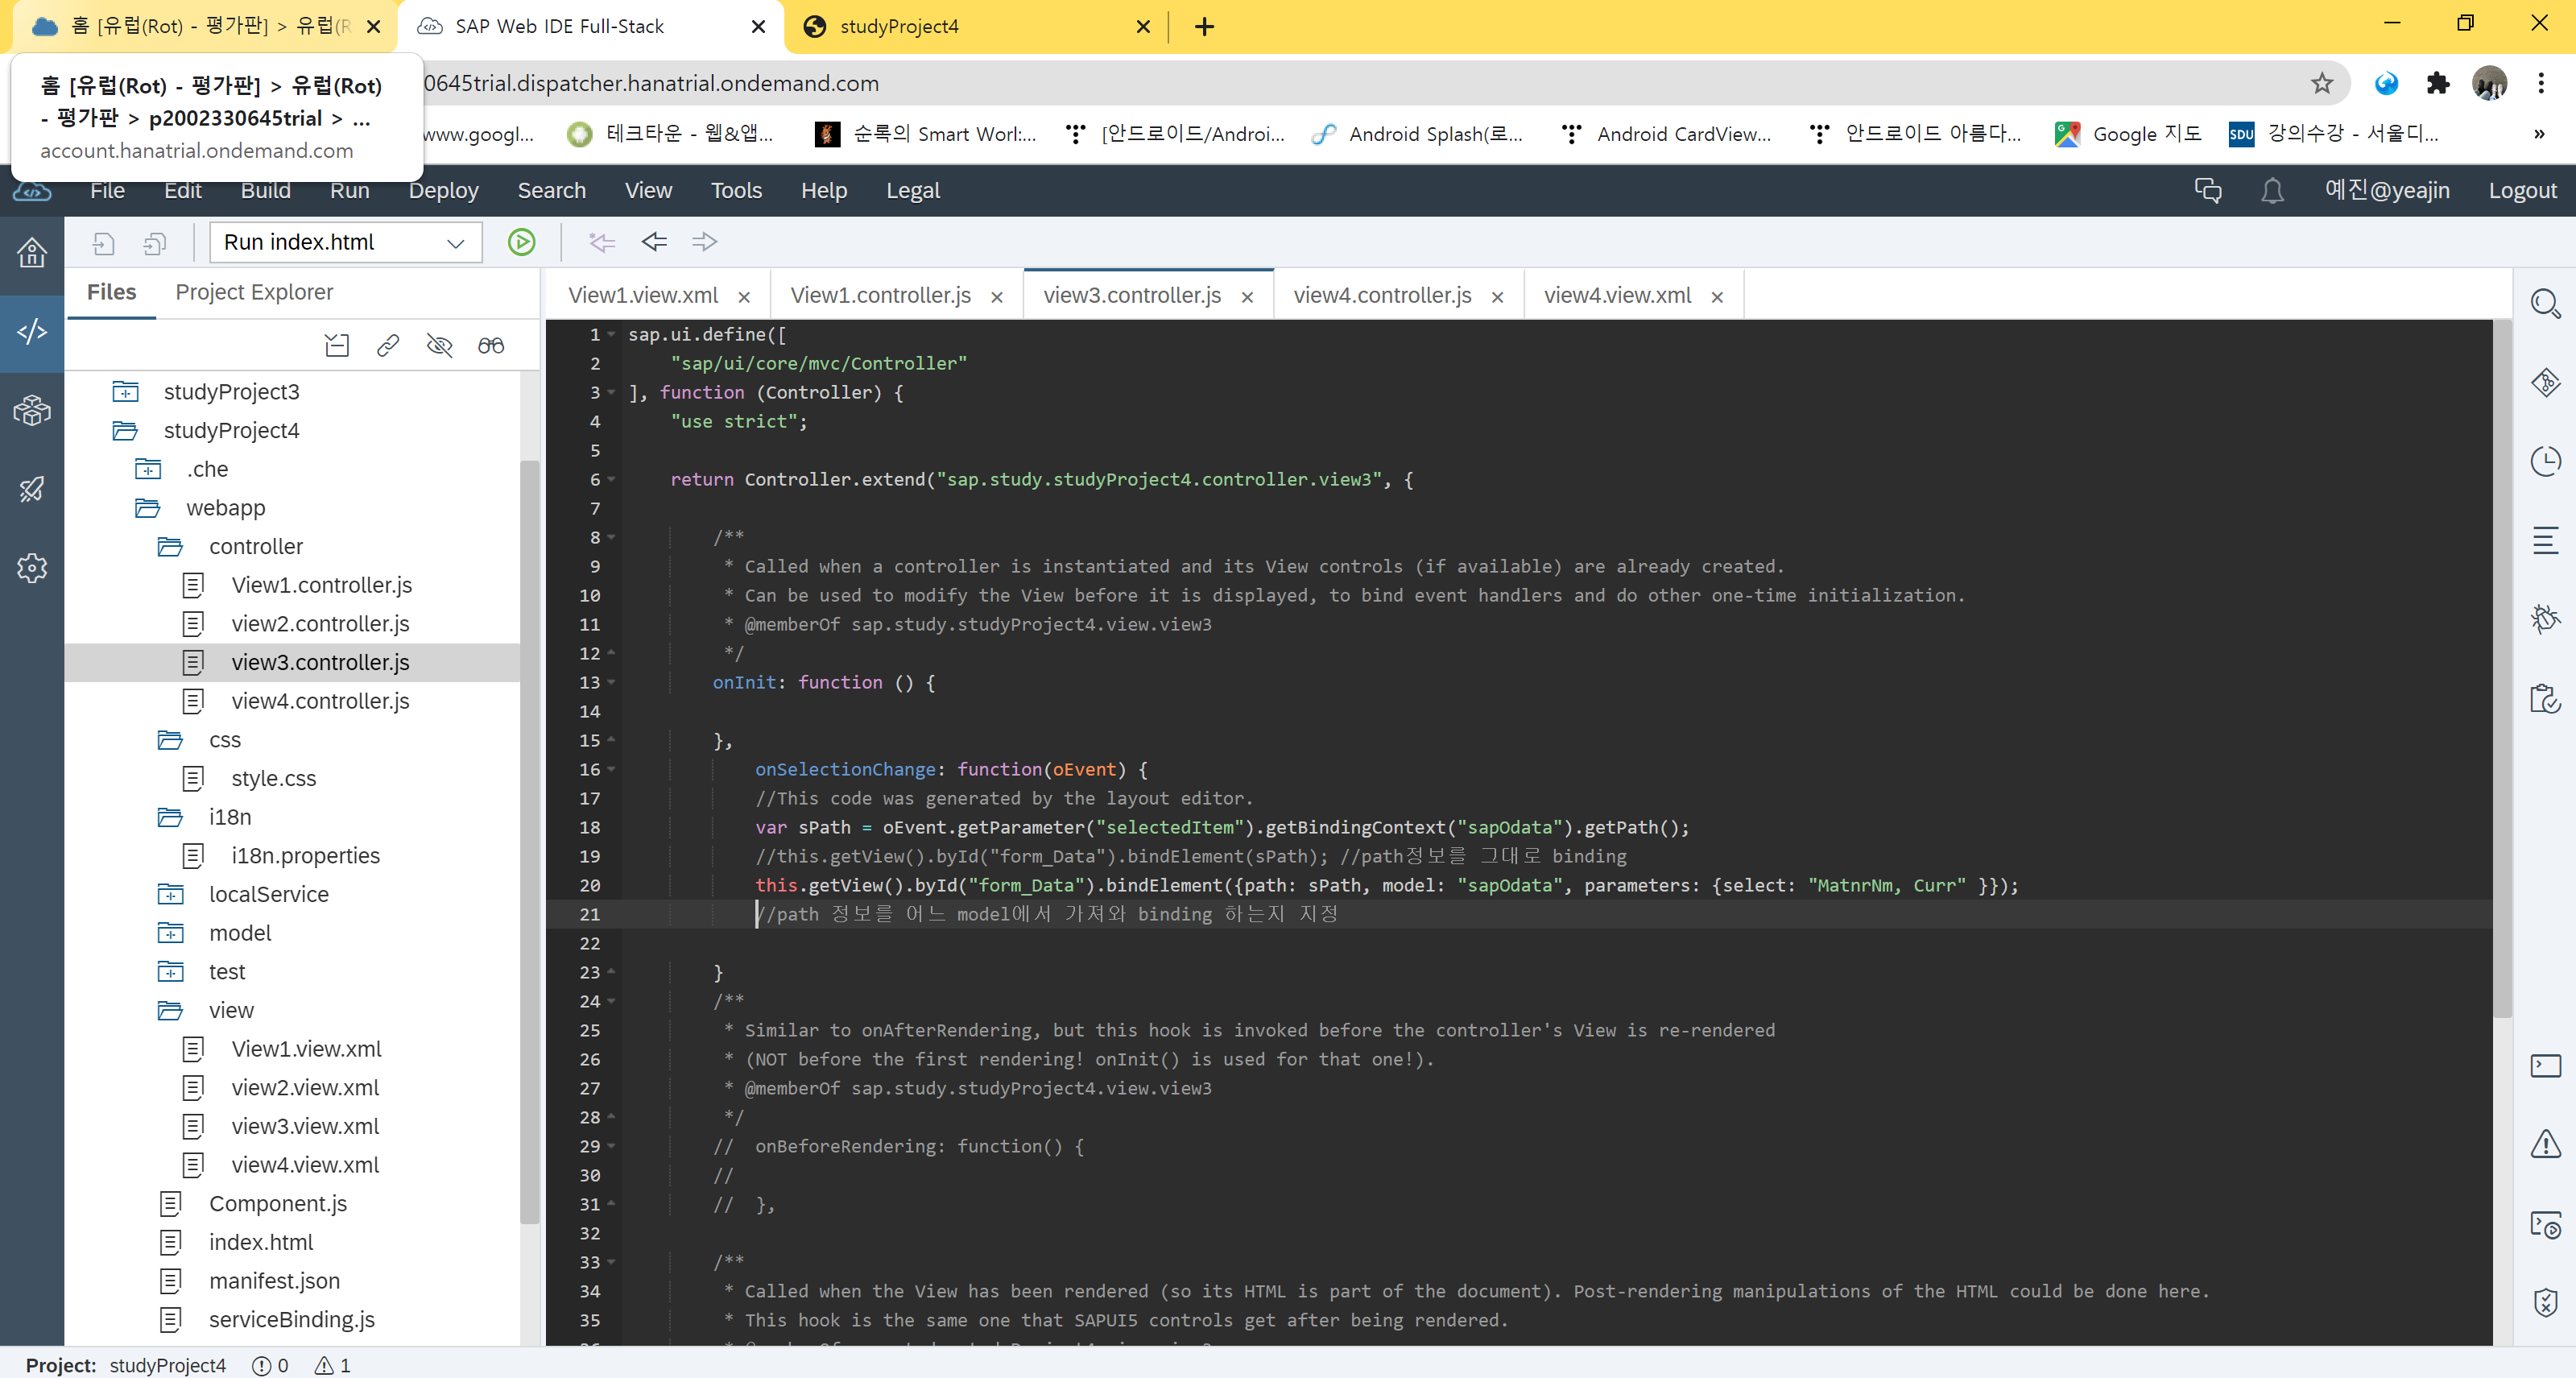 홈 [유럽(Rot) - 평가판] > 유럽(R
SAP Web IDE Full-Stack
studyProject4
홈 [유럽(Rot) - 평가판] > 유럽(Rot)
- 평가판 > p2002330645trial > ...
account.hanatrial.ondemand.com
0645trial.dispatcher.hanatrial.ondemand.com
www.googl...
테크타운 - 웹&앱...
순록의 Smart Worl:...
[안드로이드/Androi...
Android Splash(로...
Android CardView...
안드로이드 아름다...
Google 지도
SDU 강의수강 - 서울디...
»
File Edit Build Run Deploy Search View Tools Help Legal
예진@yeajin Logout
Run index.html
Files Project Explorer
View1.view.xml View1.controller.js view3.controller.js view4.controller.js view4.view.xml
studyProject3
studyProject4
.che
webapp
controller
View1.controller.js
view2.controller.js
view3.controller.js
view4.controller.js
css
style.css
i18n
i18n.properties
localService
model
test
view
View1.view.xml
view2.view.xml
view3.view.xml
view4.view.xml
Component.js
index.html
manifest.json
serviceBinding.js
1 sap.ui.define([
2 "sap/ui/core/mvc/Controller"
3 ], function (Controller) {
4 "use strict";
5
6 return Controller.extend("sap.study.studyProject4.controller.view3", {
7
8 /**
9 * Called when a controller is instantiated and its View controls (if available) are already created.
10 * Can be used to modify the View before it is displayed, to bind event handlers and do other one-time initialization.
11 * @memberOf sap.study.studyProject4.view.view3
12 */
13 onInit: function () {
14
15 },
16 onSelectionChange: function(oEvent) {
17 //This code was generated by the layout editor.
18 var sPath = oEvent.getParameter("selectedItem").getBindingContext("sapOdata").getPath();
19 //this.getView().byId("form_Data").bindElement(sPath); //path정보를 그대로 binding
20 this.getView().byId("form_Data").bindElement({path: sPath, model: "sapOdata", parameters: {select: "MatnrNm, Curr" }});
21 //path 정보를 어느 model에서 가져와 binding 하는지 지정
22
23 }
24 /**
25 * Similar to onAfterRendering, but this hook is invoked before the controller's View is re-rendered
26 * (NOT before the first rendering! onInit() is used for that one!).
27 * @memberOf sap.study.studyProject4.view.view3
28 */
29 // onBeforeRendering: function() {
30 //
31 // },
32
33 /**
34 * Called when the View has been rendered (so its HTML is part of the document). Post-rendering manipulations of the HTML could be done here.
35 * This hook is the same one that SAPUI5 controls get after being rendered.
Project: studyProject4 0 1